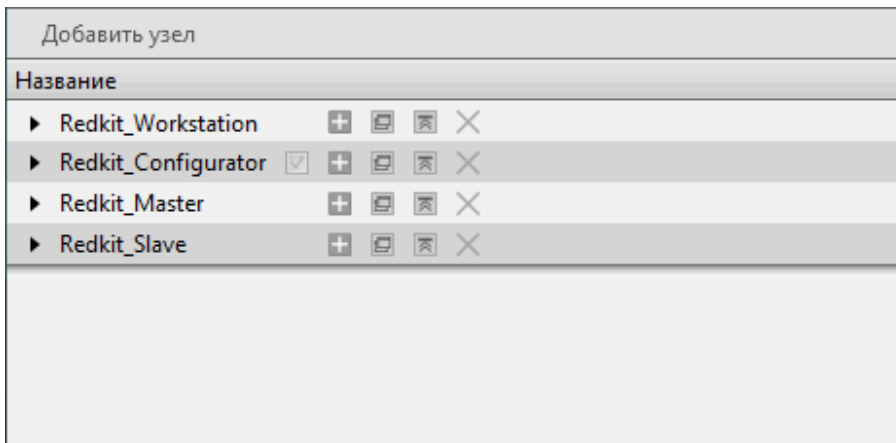 Добавить узел
Название
Redkit_Workstation
Redkit_Configurator
Redkit_Master
Redkit_Slave